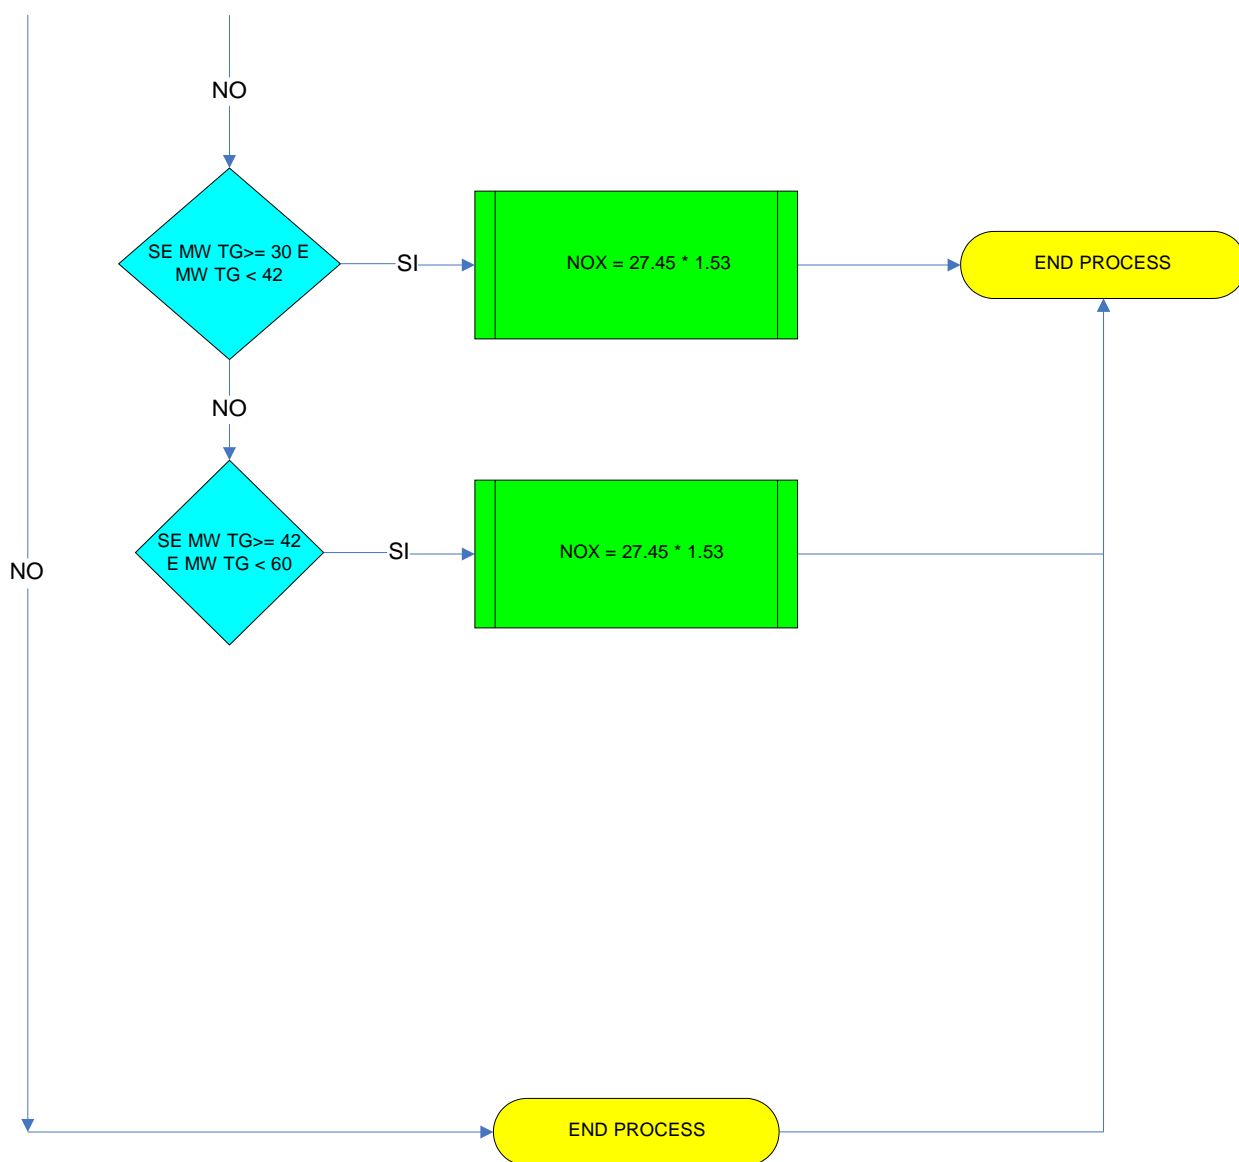 NO
SE MW TG>= 30 E
MW TG < 42
SI
NOX = 27.45 * 1.53
END PROCESS
NO
SE MW TG>= 42
E MW TG < 60
SI
NOX = 27.45 * 1.53
NO
END PROCESS